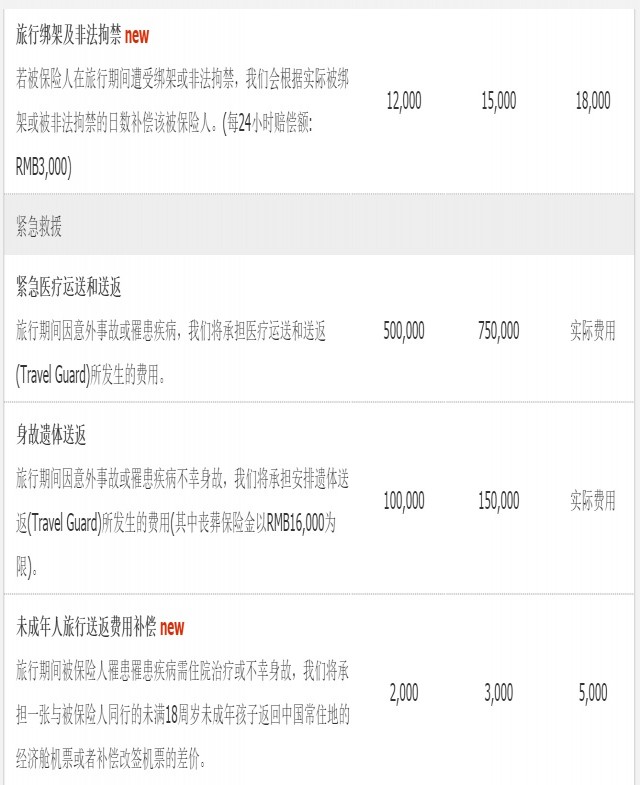 旅行绑架及非法拘禁 new
若被保险人在旅行期间遭受绑架或非法拘禁，我们会根据实际被绑
架或被非法拘禁的日数补偿该被保险人。(每24小时赔偿额:
RMB3,000)
12,000 15,000 18,000
紧急救援
紧急医疗运送和送返
旅行期间因意外事故或罹患疾病，我们将承担医疗运送和送返
(Travel Guard)所发生的费用。
500,000 750,000 实际费用
身故遗体送返
旅行期间因意外事故或罹患疾病不幸身故，我们将承担安排遗体送
返(Travel Guard)所发生的费用(其中丧葬保险金以RMB16,000为
限)。
100,000 150,000 实际费用
未成年人旅行送返费用补偿 new
旅行期间被保险人罹患罹患疾病需住院治疗或不幸身故，我们将承
担一张与被保险人同行的未满18周岁未成年孩子返回中国常住地的
经济舱机票或者补偿改签机票的差价。
2,000 3,000 5,000